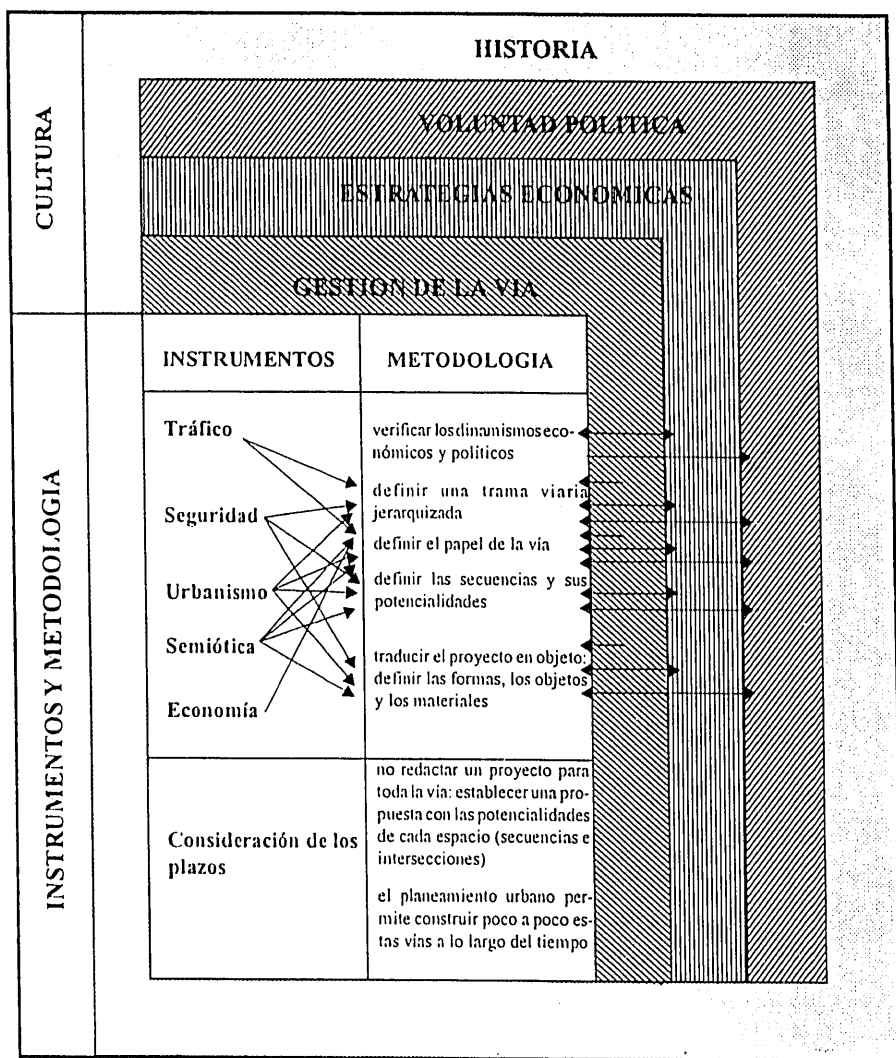 HISTORIA
VOLUNTAD POLITICA
ESTRATEGIAS ECONOMICAS
GESTION DE LA VIA
CULTURA
INSTRUMENTOS Y METODOLOGIA
INSTRUMENTOS
METODOLOGIA
Tráfico
Seguridad
Urbanismo
Semiótica
Economía
verificar los dinamismos eco-
nómicos y políticos
definir una trama viaria
jerarquizada
definir el papel de la vía
definir las secuencias y sus
potencialidades
traducir el proyecto en objeto:
definir las formas, los objetos
y los materiales
Consideración de los
plazos
no redactar un proyecto para
toda la vía: establecer una pro-
puesta con las potencialidades
de cada espacio (secuencias e
intersecciones)
el planeamiento urbano per-
mite construir poco a poco es-
tas vías a lo largo del tiempo